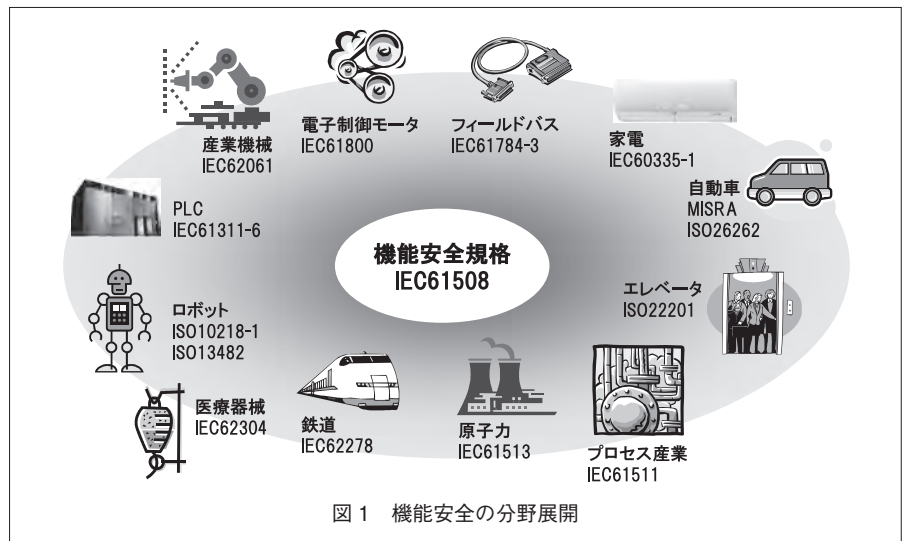 産業機械
IEC62061
電子制御モータ
IEC61800
フィールドバス
IEC61784-3
家電
IEC60335-1
自動車
MISRA
ISO26262
PLC
IEC61311-6
機能安全規格
IEC61508
エレベータ
ISO22201
ロボット
ISO10218-1
ISO13482
医療器械
IEC62304
鉄道
IEC62278
原子力
IEC61513
プロセス産業
IEC61511
図1 機能安全の分野展開